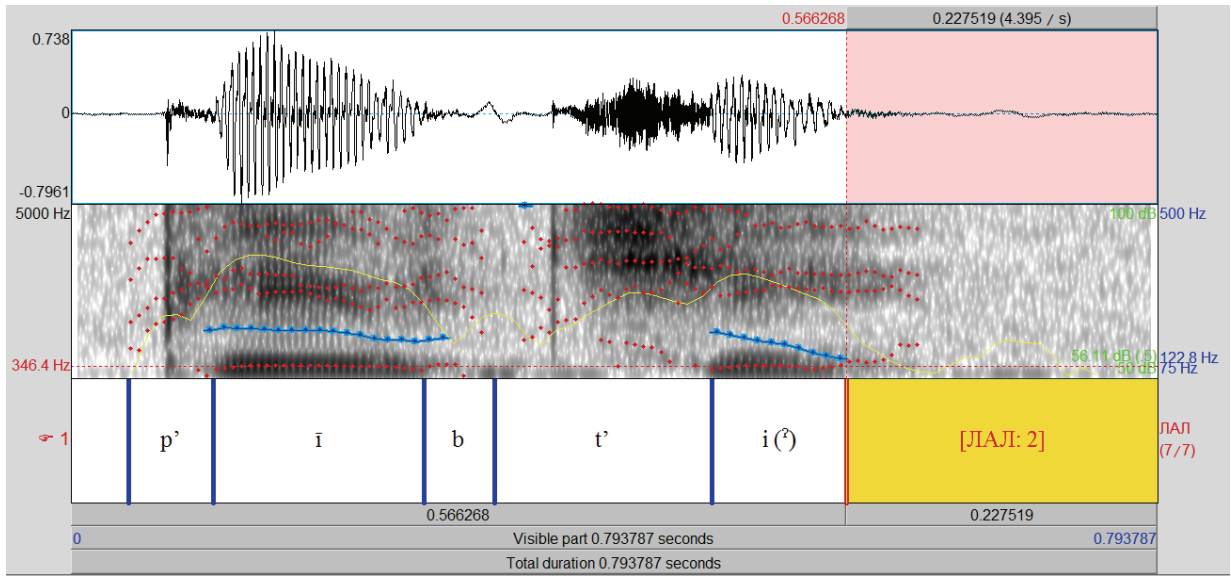 0.566268 0.227519 (4.395 / s)
0.738
0
-0.7961
5000 Hz 100 dB 500 Hz
346.4 Hz 56.11 dB (.5) 122.8 Hz
50 dB 75 Hz
1 p’ ī b t’ i (ˀ) [ЛАЛ: 2] ЛАЛ
(7/7)
0.566268 0.227519
0 Visible part 0.793787 seconds 0.793787
Total duration 0.793787 seconds